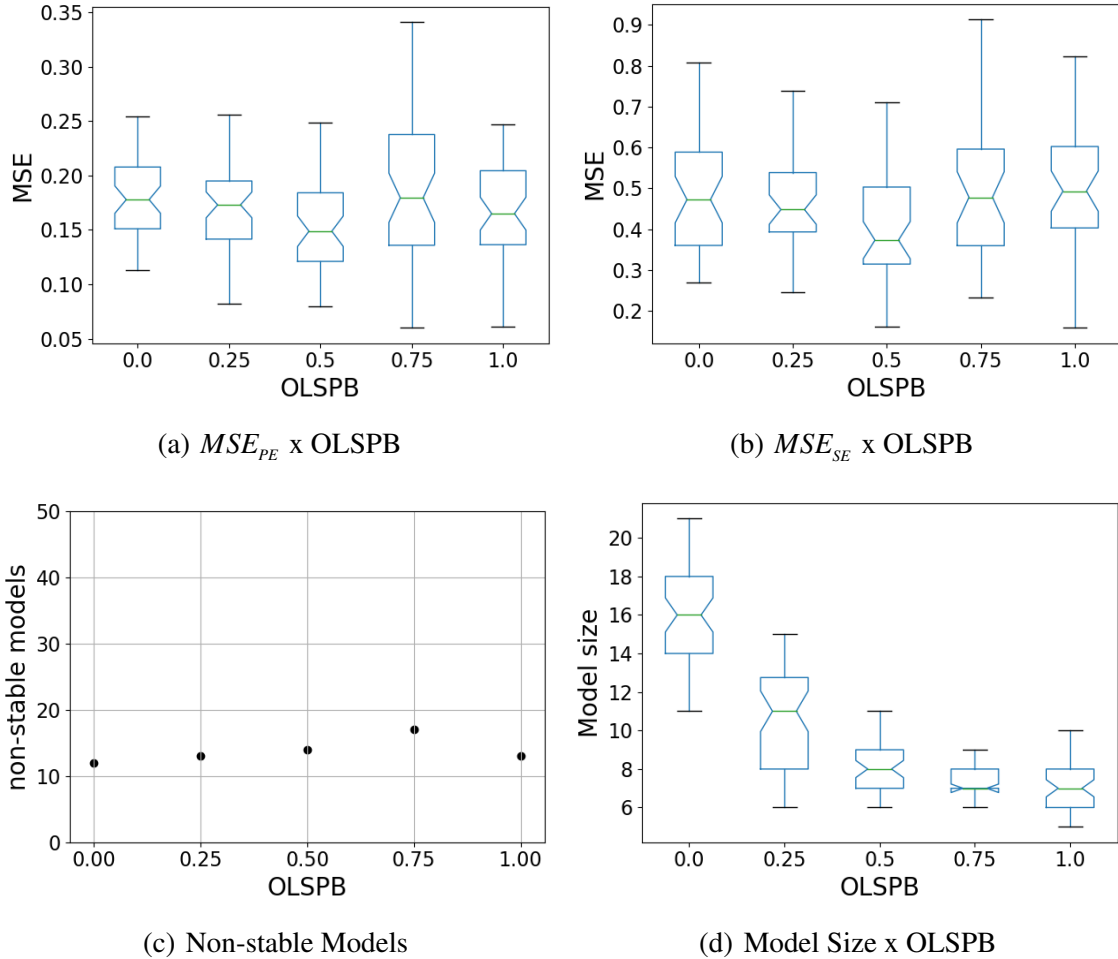 0.35
0.30
0.25
0.20
0.15
0.10
0.05
MSE
0.0 0.25 0.5 0.75 1.0
OLSPB
(a) MSE_PE x OLSPB
0.9
0.8
0.7
0.6
0.5
0.4
0.3
0.2
MSE
0.0 0.25 0.5 0.75 1.0
OLSPB
(b) MSE_SE x OLSPB
50
40
30
20
10
0
non-stable models
0.00 0.25 0.50 0.75 1.00
OLSPB
(c) Non-stable Models
20
18
16
14
12
10
8
6
Model size
0.0 0.25 0.5 0.75 1.0
OLSPB
(d) Model Size x OLSPB